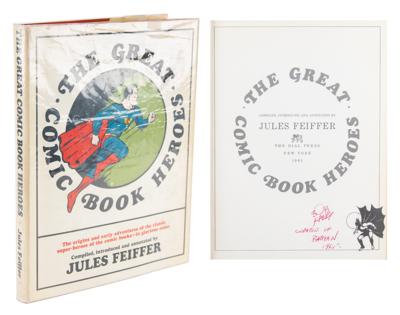 THE GREAT COMIC BOOK HEROES
Jules Feiffer
THE GREAT
COMIC BOOK HEROES
The origins and early adventures of the classic
super-heroes of the comic books—in glorious color.
Compiled, introduced and annotated by
JULES FEIFFER
THE GREAT
COMIC BOOK HEROES
COMPILED, INTRODUCED AND ANNOTATED BY
JULES FEIFFER
THE DIAL PRESS
NEW YORK
1965
BOB
KANE
CREATOR OF
BATMAN